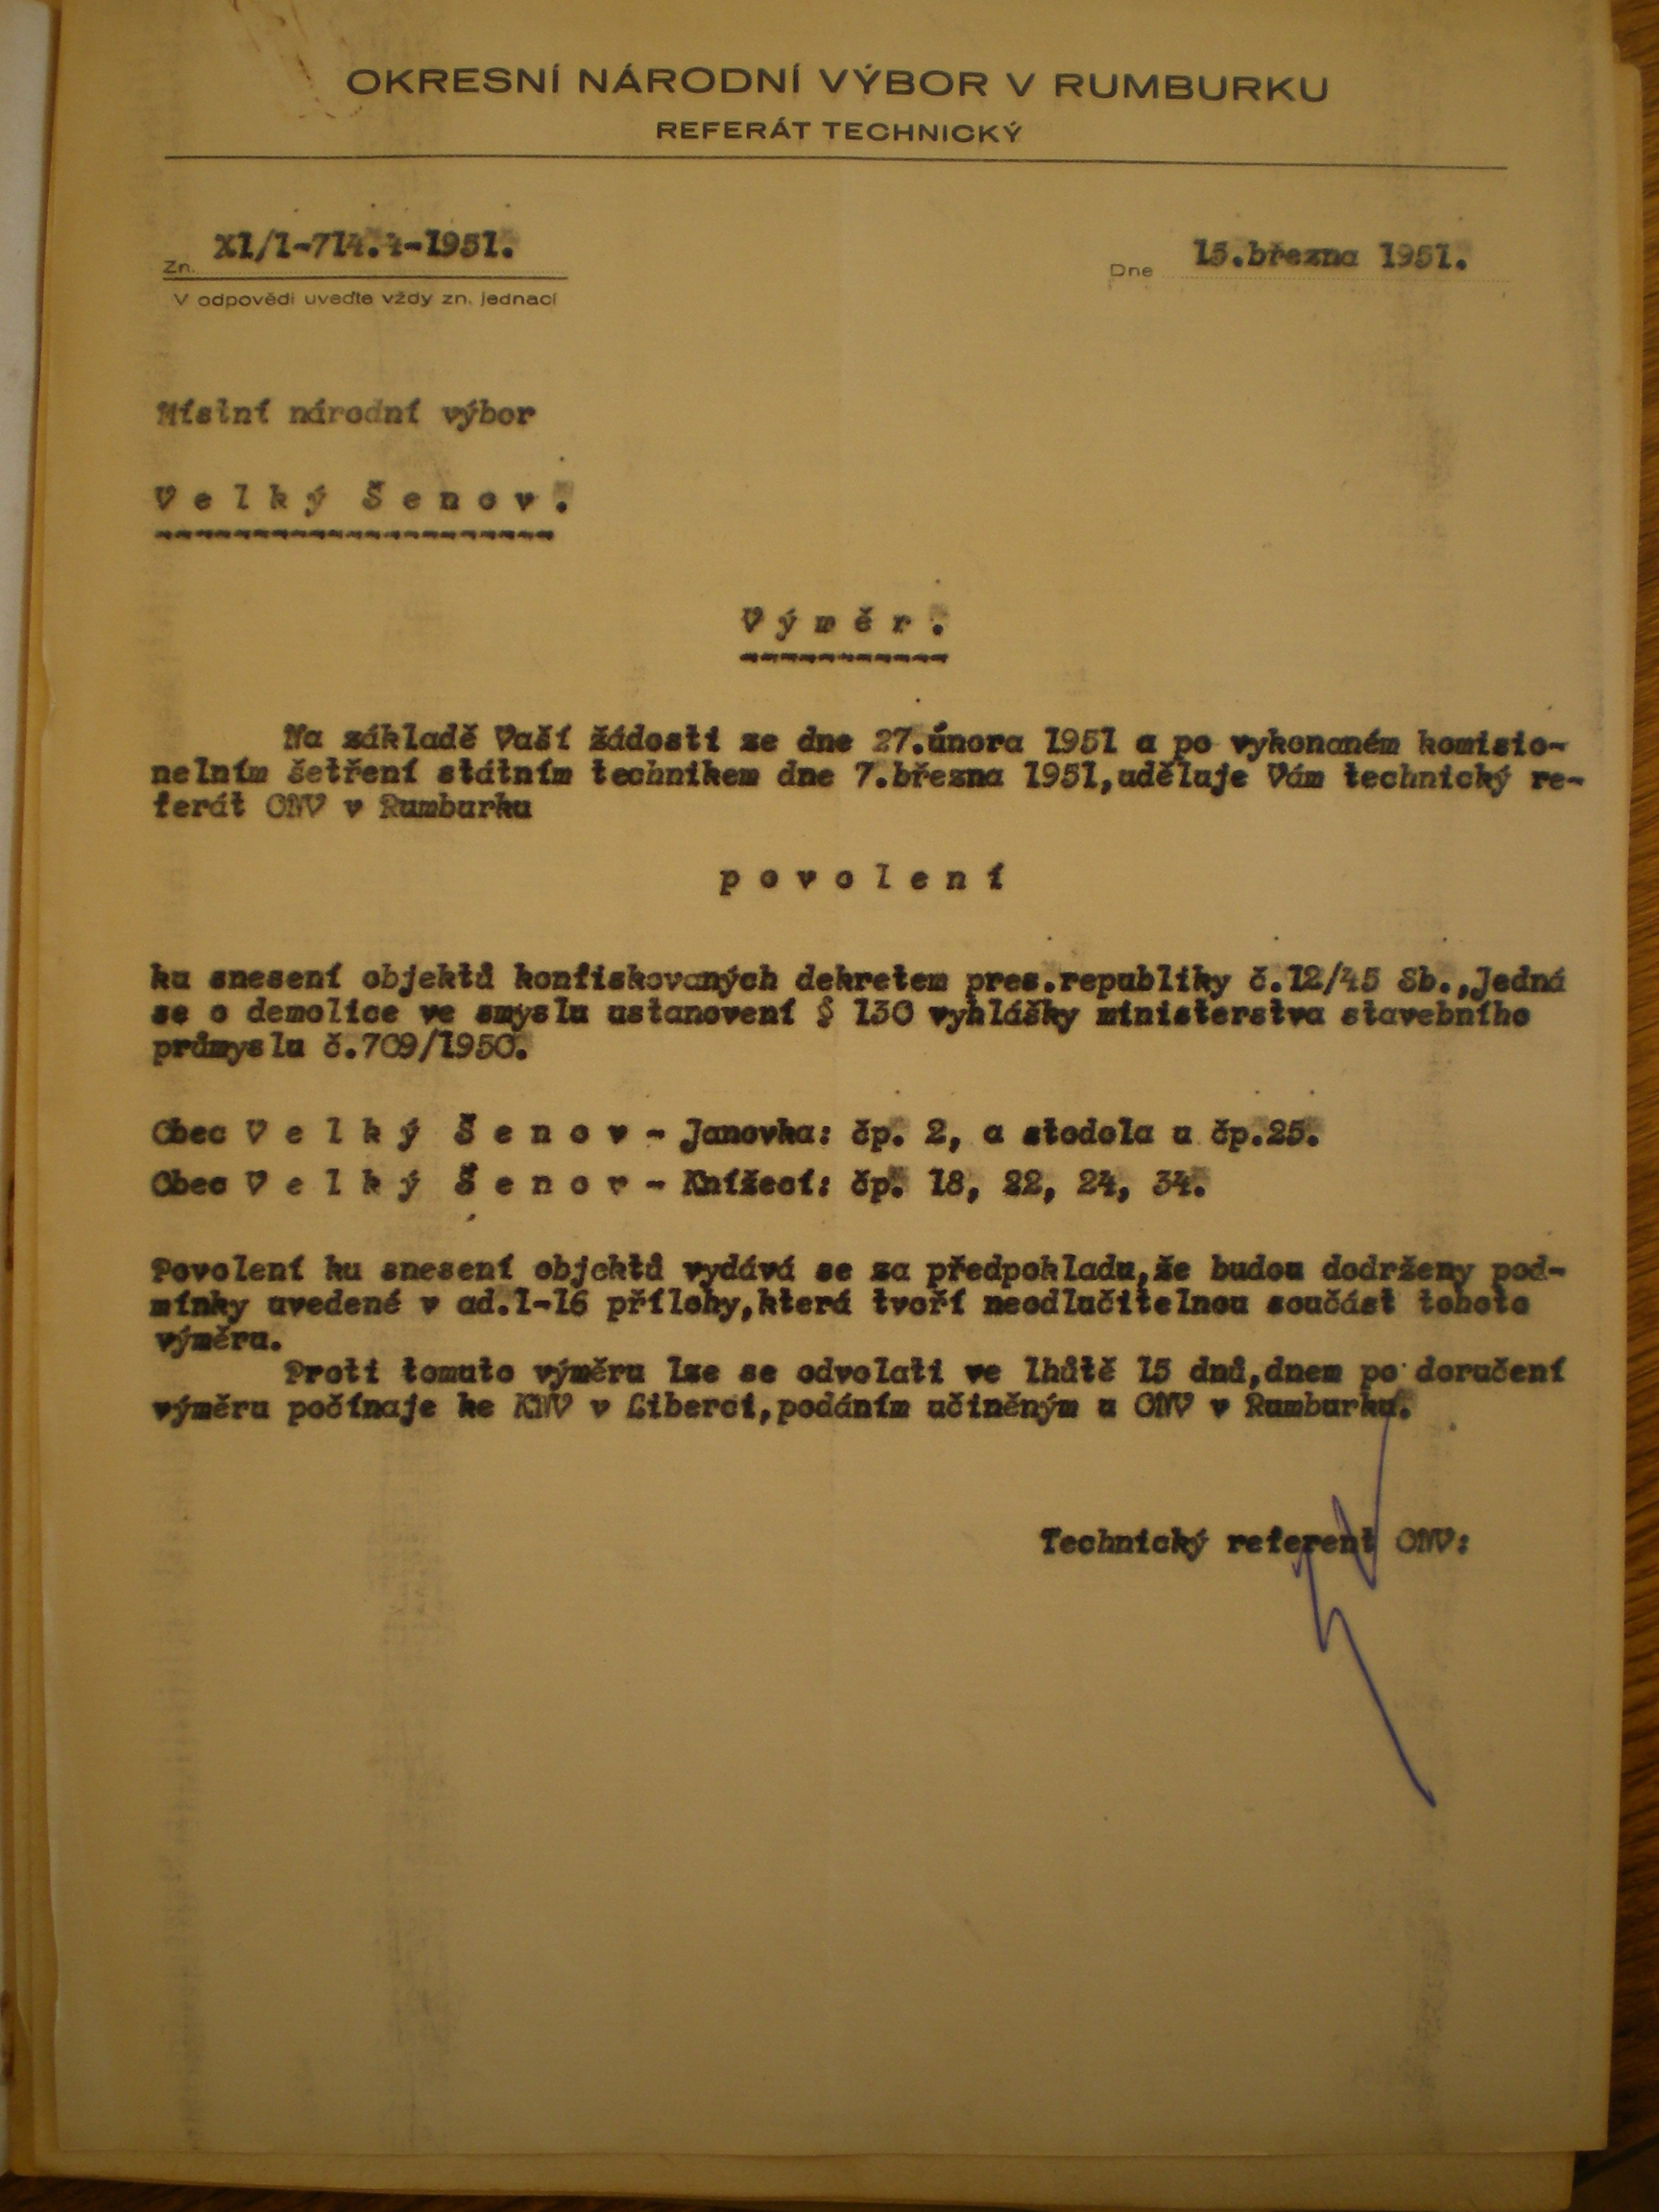 OKRESNÍ NÁRODNÍ VÝBOR V RUMBURKU
REFERÁT TECHNICKÝ
Zn. XI/1-714.4-1951.
Dne 15.března 1951.
V odpovědi uveďte vždy zn. jednací
Místní národní výbor
V e l k ý Š e n o v .
V ý m ě r .
Na základě Vaší žádosti ze dne 27.února 1951 a po vykonaném komisio-
nelním šetření státním technikem dne 7.března 1951,uděluje Vám technický re-
ferát ONV v Rumburku
p o v o l e n í
ku snesení objektů konfiskovaných dekretem pres.republiky č.12/45 Sb.,Jedná
se o demolice ve smyslu ustanovení § 130 vyhlášky ministerstva stavebního
průmyslu č.709/1950.
Obec V e l k ý Š e n o v - Janovka: čp. 2, a stodola u čp.25.
Obec V e l k ý Š e n o v - Knížecí: čp. 18, 22, 24, 34.
Povolení ku snesení objektů vydává se za předpokladu,že budou dodrženy pod-
mínky uvedené v ad.1-16 přílohy,která tvoří neodlučitelnou součást tohoto
výměru.
Proti tomuto výměru lze se odvolati ve lhůtě 15 dnů,dnem po doručení
výměru počínaje ke KNV v Liberci,podáním učiněným u ONV v Rumburku.
Technický referent ONV: